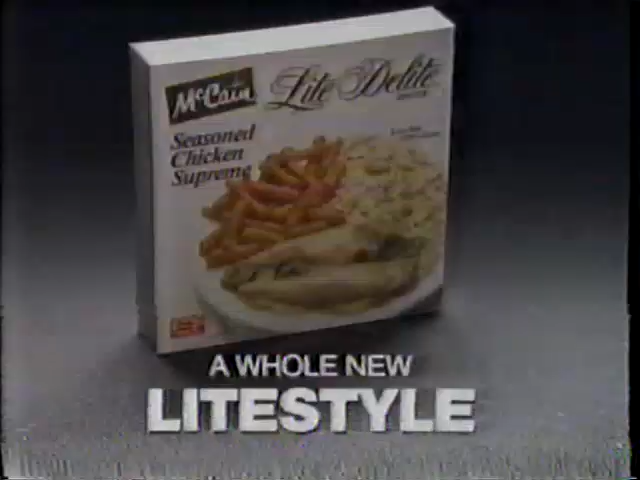 McCain
Lite Delite
Seasoned
Chicken
Supreme
A WHOLE NEW
LITESTYLE